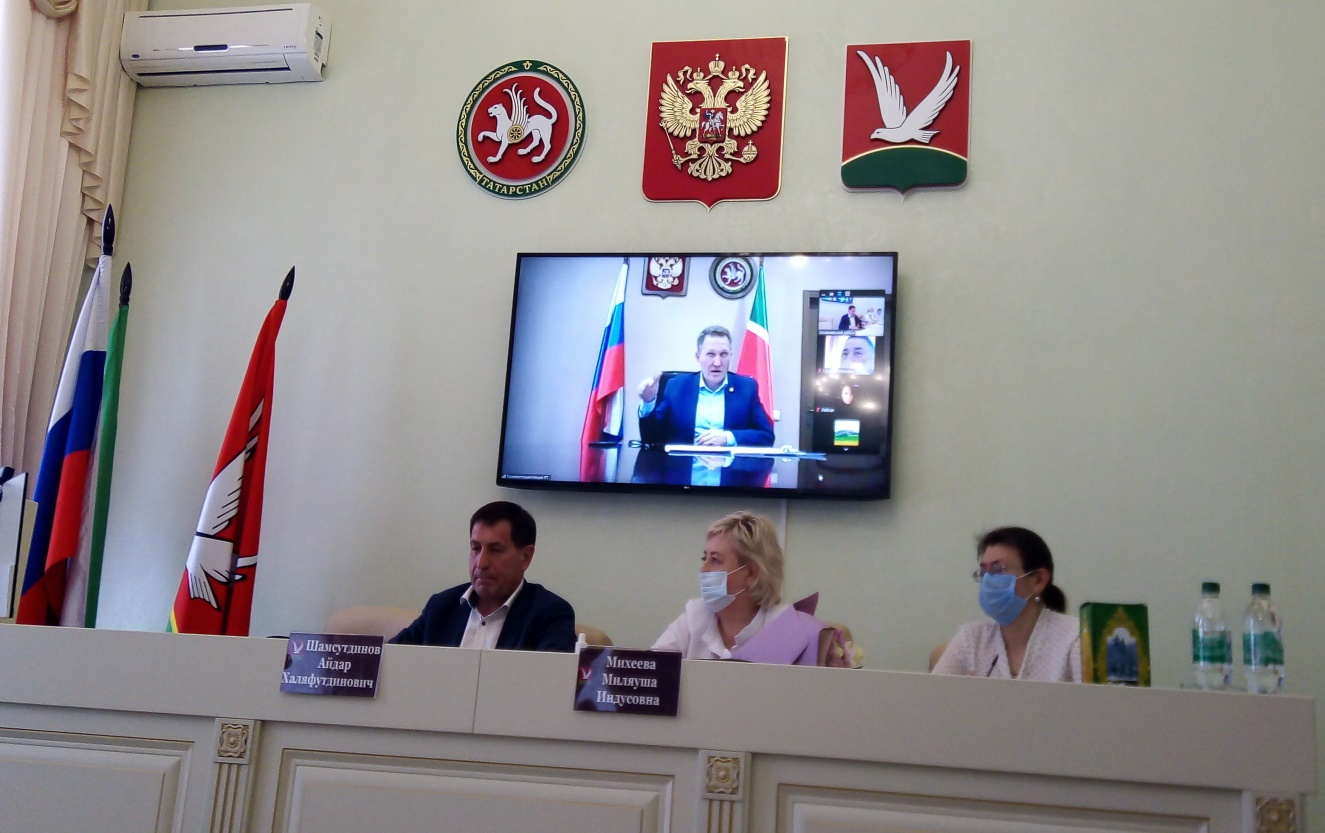 ТАТАРСТАН
Шамсутдинов
Айдар
Халяфутдинович
Михеева
Миляуша
Индусовна